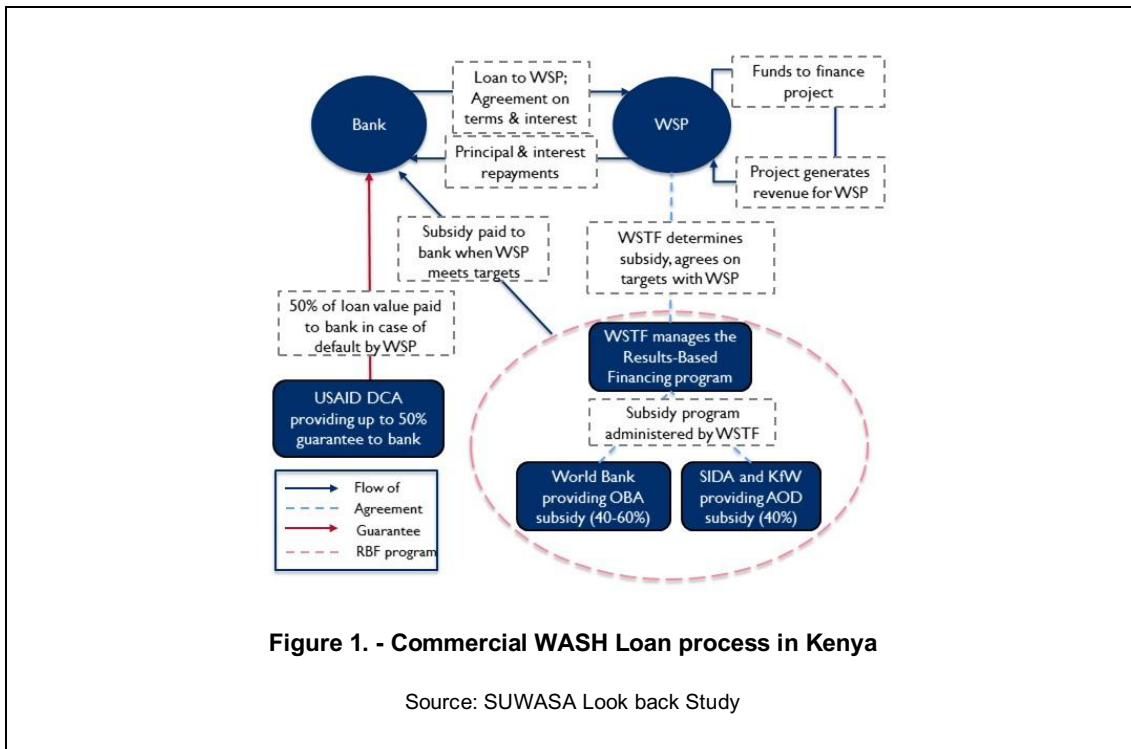 Bank
Loan to WSP;
Agreement on
terms & interest
WSP
Funds to finance
project
Principal & interest
repayments
Project generates
revenue for WSP
Subsidy paid to
bank when WSP
meets targets
WSTF determines
subsidy, agrees on
targets with WSP
50% of loan value paid
to bank in case of
default by WSP
WSTF manages the
Results-Based
Financing program
USAID DCA
providing up to 50%
guarantee to bank
Subsidy program
administered by WSTF
World Bank
providing OBA
subsidy (40-60%)
SIDA and KfW
providing AOD
subsidy (40%)
Flow of
Agreement
Guarantee
RBF program
Figure 1. - Commercial WASH Loan process in Kenya
Source: SUWASA Look back Study